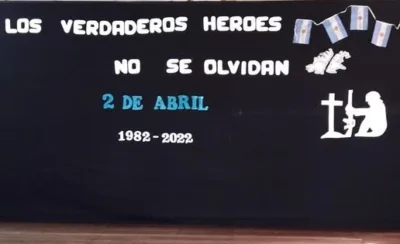 LOS VERDADEROS HEROES
NO SE OLVIDAN
2 DE ABRIL
1982-2022